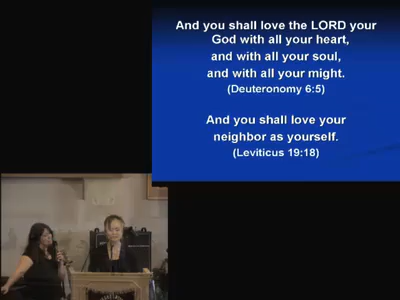 And you shall love the LORD your
God with all your heart,
and with all your soul,
and with all your might.
(Deuteronomy 6:5)
And you shall love your
neighbor as yourself.
(Leviticus 19:18)